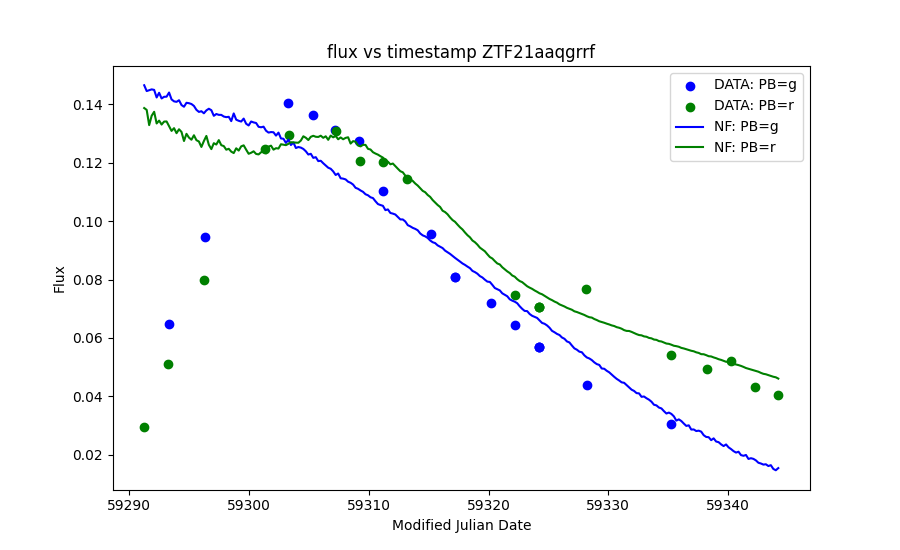 flux vs timestamp ZTF21aaqgrrf
DATA: PB=g
DATA: PB=r
NF: PB=g
NF: PB=r
0.14
0.12
0.10
0.08
0.06
0.04
0.02
Flux
59290 59300 59310 59320 59330 59340
Modified Julian Date